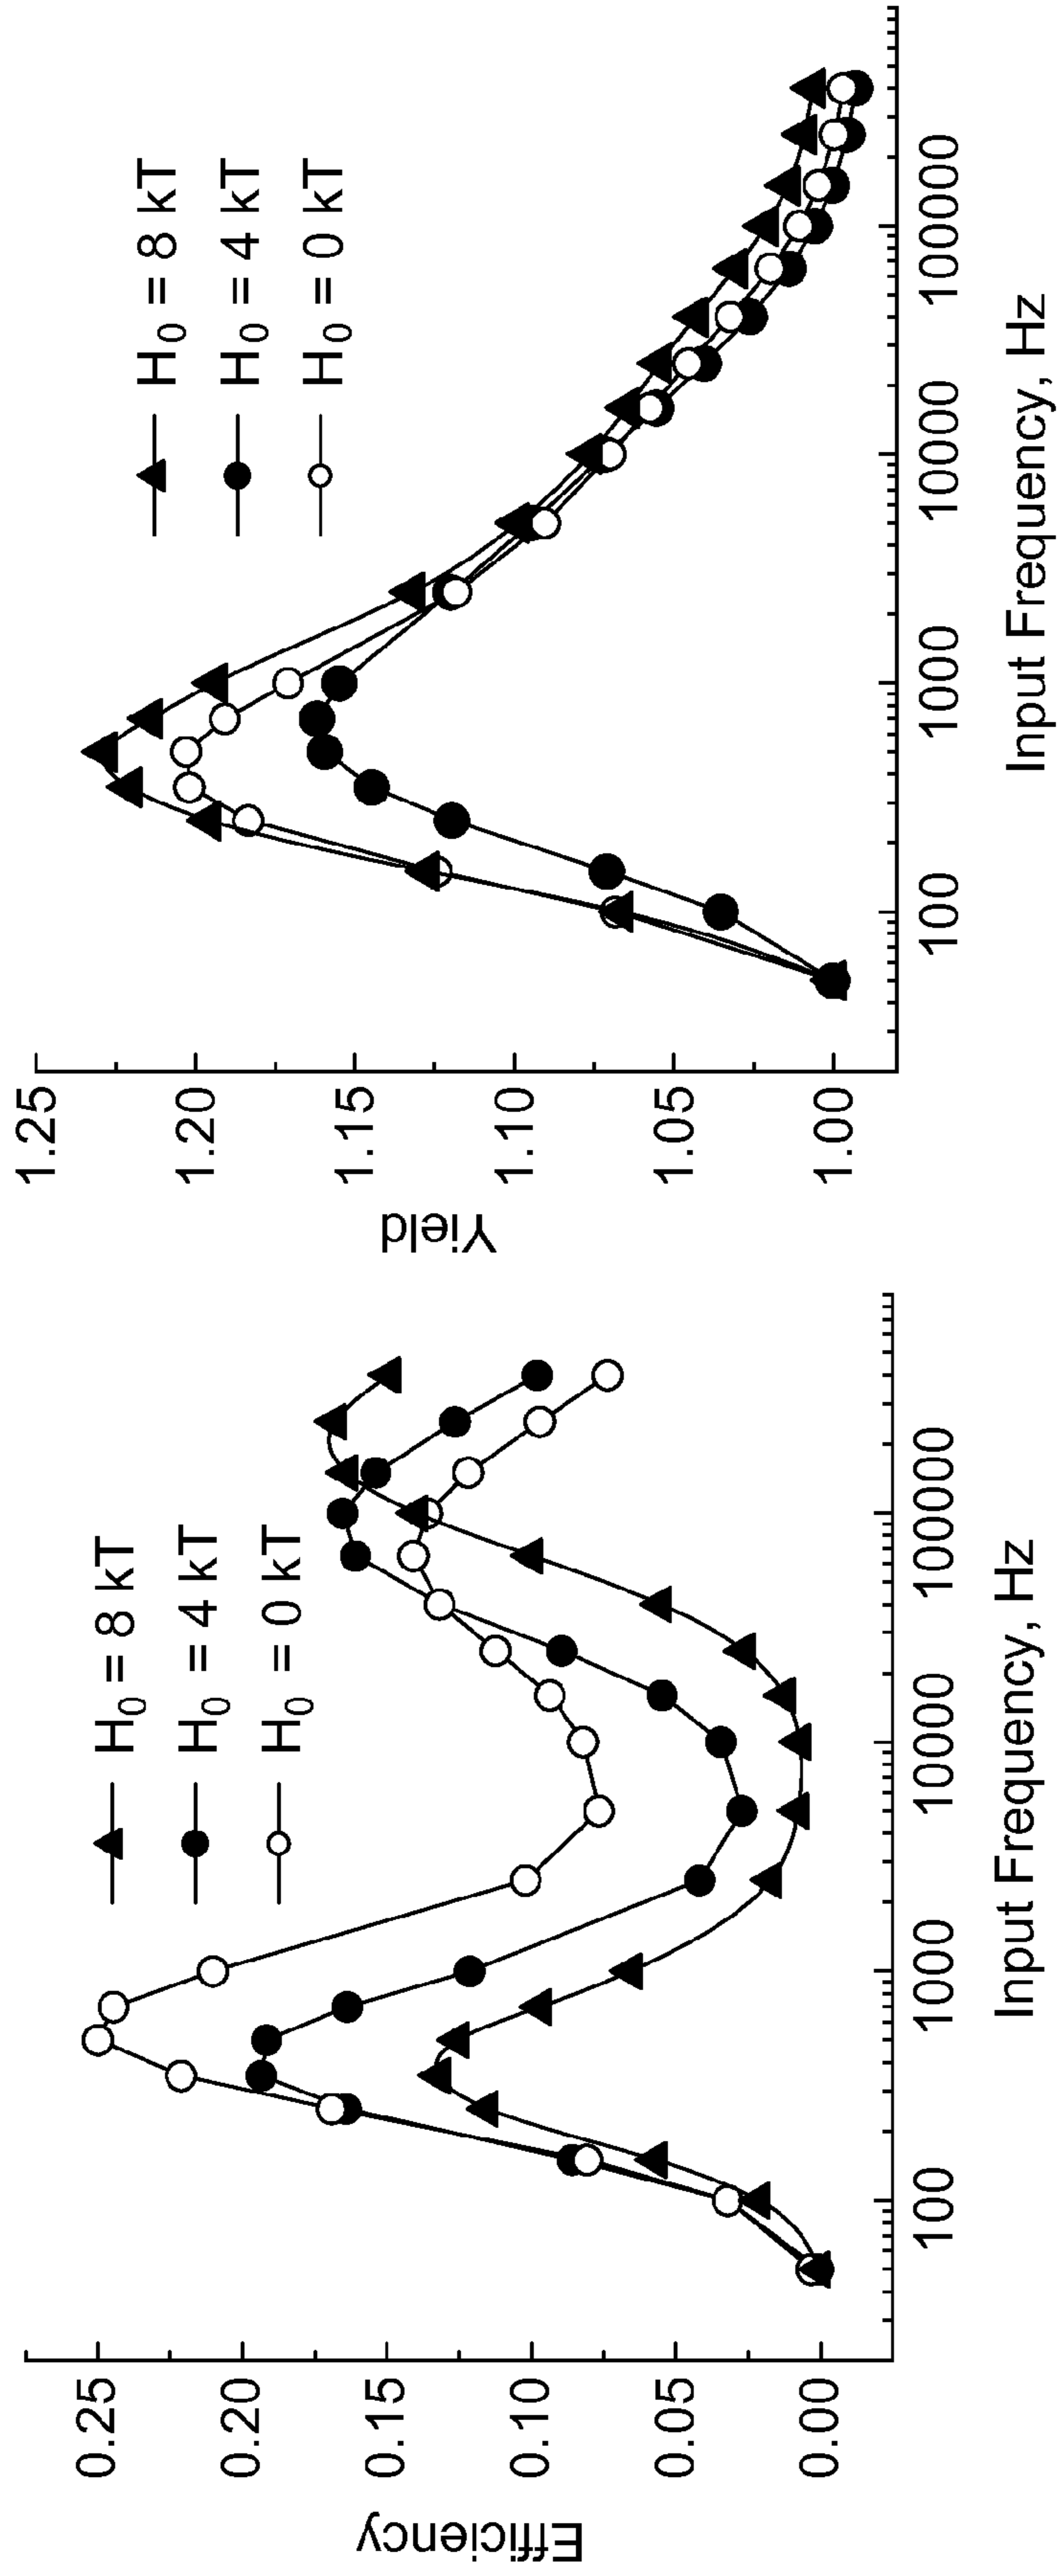 Efficiency
0.25
0.20
0.15
0.10
0.05
0.00
H0 = 8 kT
H0 = 4 kT
H0 = 0 kT
100
1000
10000
100000
Input Frequency, Hz
Yield
1.25
1.20
1.15
1.10
1.05
1.00
H0 = 8 kT
H0 = 4 kT
H0 = 0 kT
100
1000
10000
100000
Input Frequency, Hz